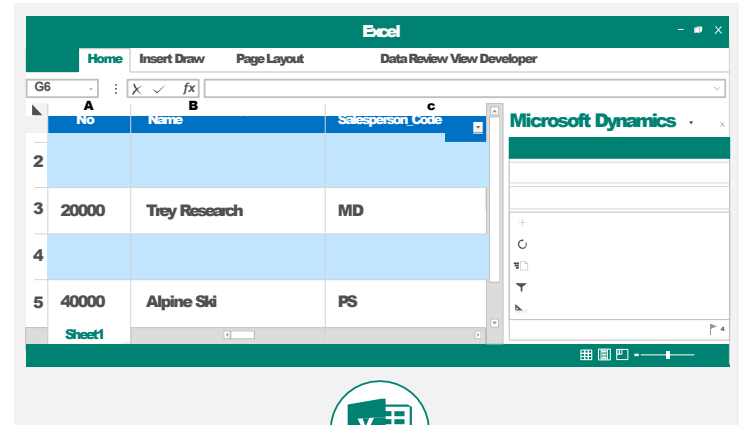 Excel
Home Insert Draw Page Layout Data Review View Developer
G6 fx
A B C
No Name Salesperson_Code
Microsoft Dynamics
2
3 20000 Trey Research MD
4
5 40000 Alpine Ski PS
Sheet1
4
X